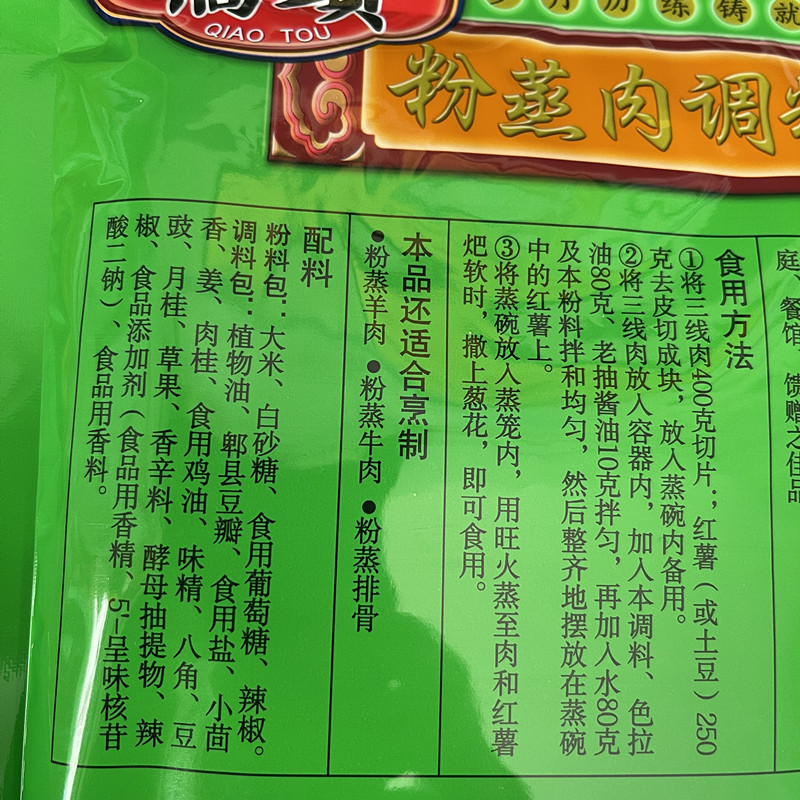 QIAO TOU
粉蒸肉调料
庭、餐馆、馈赠之佳品
食用方法
①将三线肉400克切片；红薯（或土豆）250
克去皮切成块，放入蒸碗内备用。
②将三线肉放入容器内，加入本调料、色拉
油80克、老抽酱油10克拌匀，再加入水80克
及本粉料拌和均匀，然后整齐地摆放在蒸碗
中的红薯上。
③将蒸碗放入蒸笼内，用旺火蒸至肉和红薯
𤆵软时，撒上葱花，即可食用。
本品还适合烹制
●粉蒸羊肉 ●粉蒸牛肉 ●粉蒸排骨
配料
粉料包：大米、白砂糖、食用葡萄糖、辣椒。
调料包：植物油、郫县豆瓣、食用盐、小茴
香、姜、肉桂、食用鸡油、味精、八角、豆
豉、月桂、草果、香辛料、酵母抽提物、辣
椒、食品添加剂（食品用香精、5'-呈味核苷
酸二钠）、食品用香料。